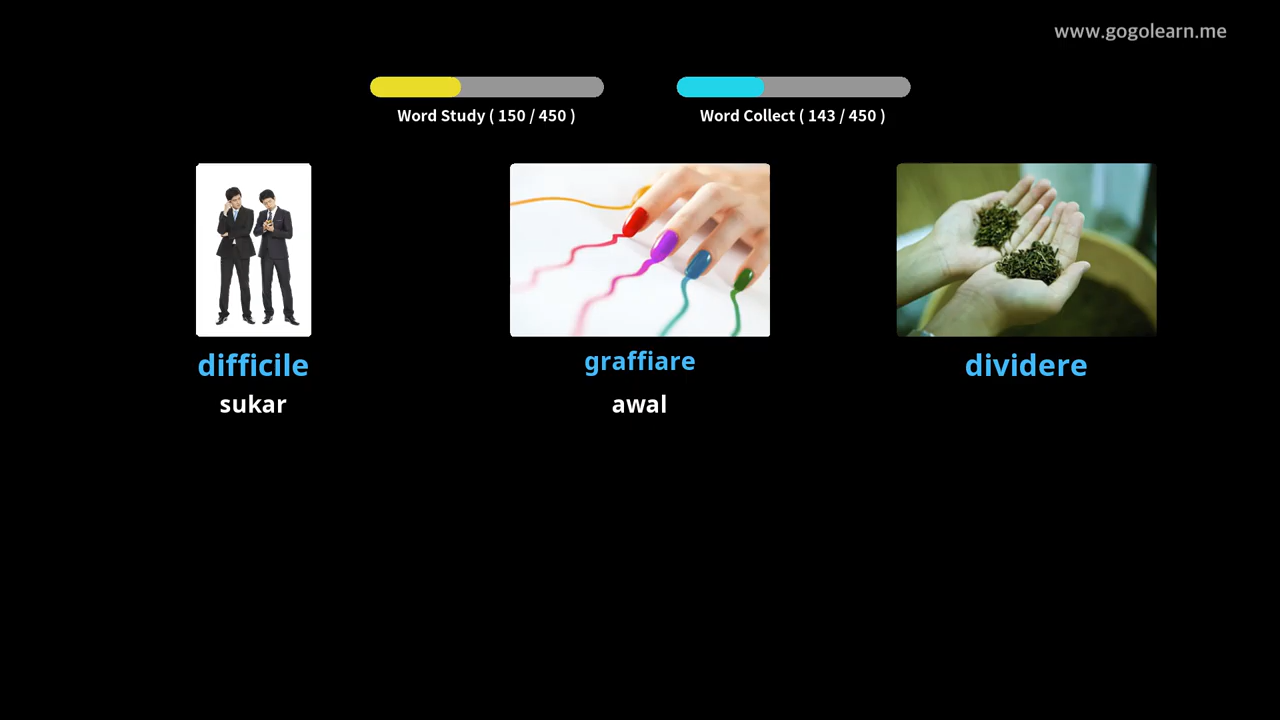 www.gogolearn.me
Word Study ( 150 / 450 )
Word Collect ( 143 / 450 )
difficile
graffiare
dividere
sukar
awal